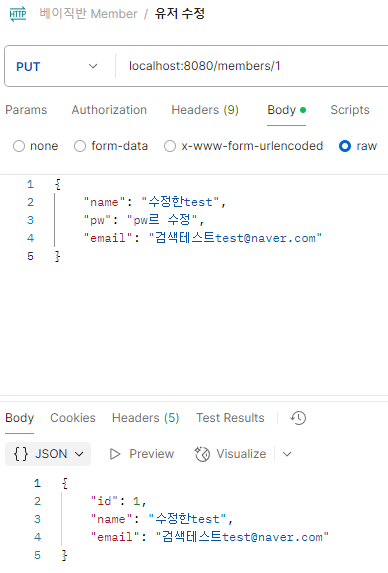 HTTP 베이직반 Member / 유저 수정
PUT localhost:8080/members/1
Params Authorization Headers (9) Body Scripts
none form-data x-www-form-urlencoded raw
1 {
2 "name": "수정한test",
3 "pw": "pw르 수정",
4 "email": "검색테스트test@naver.com"
5 }
Body Cookies Headers (5) Test Results
{} JSON Preview Visualize
1 {
2 "id": 1,
3 "name": "수정한test",
4 "email": "검색테스트test@naver.com"
5 }